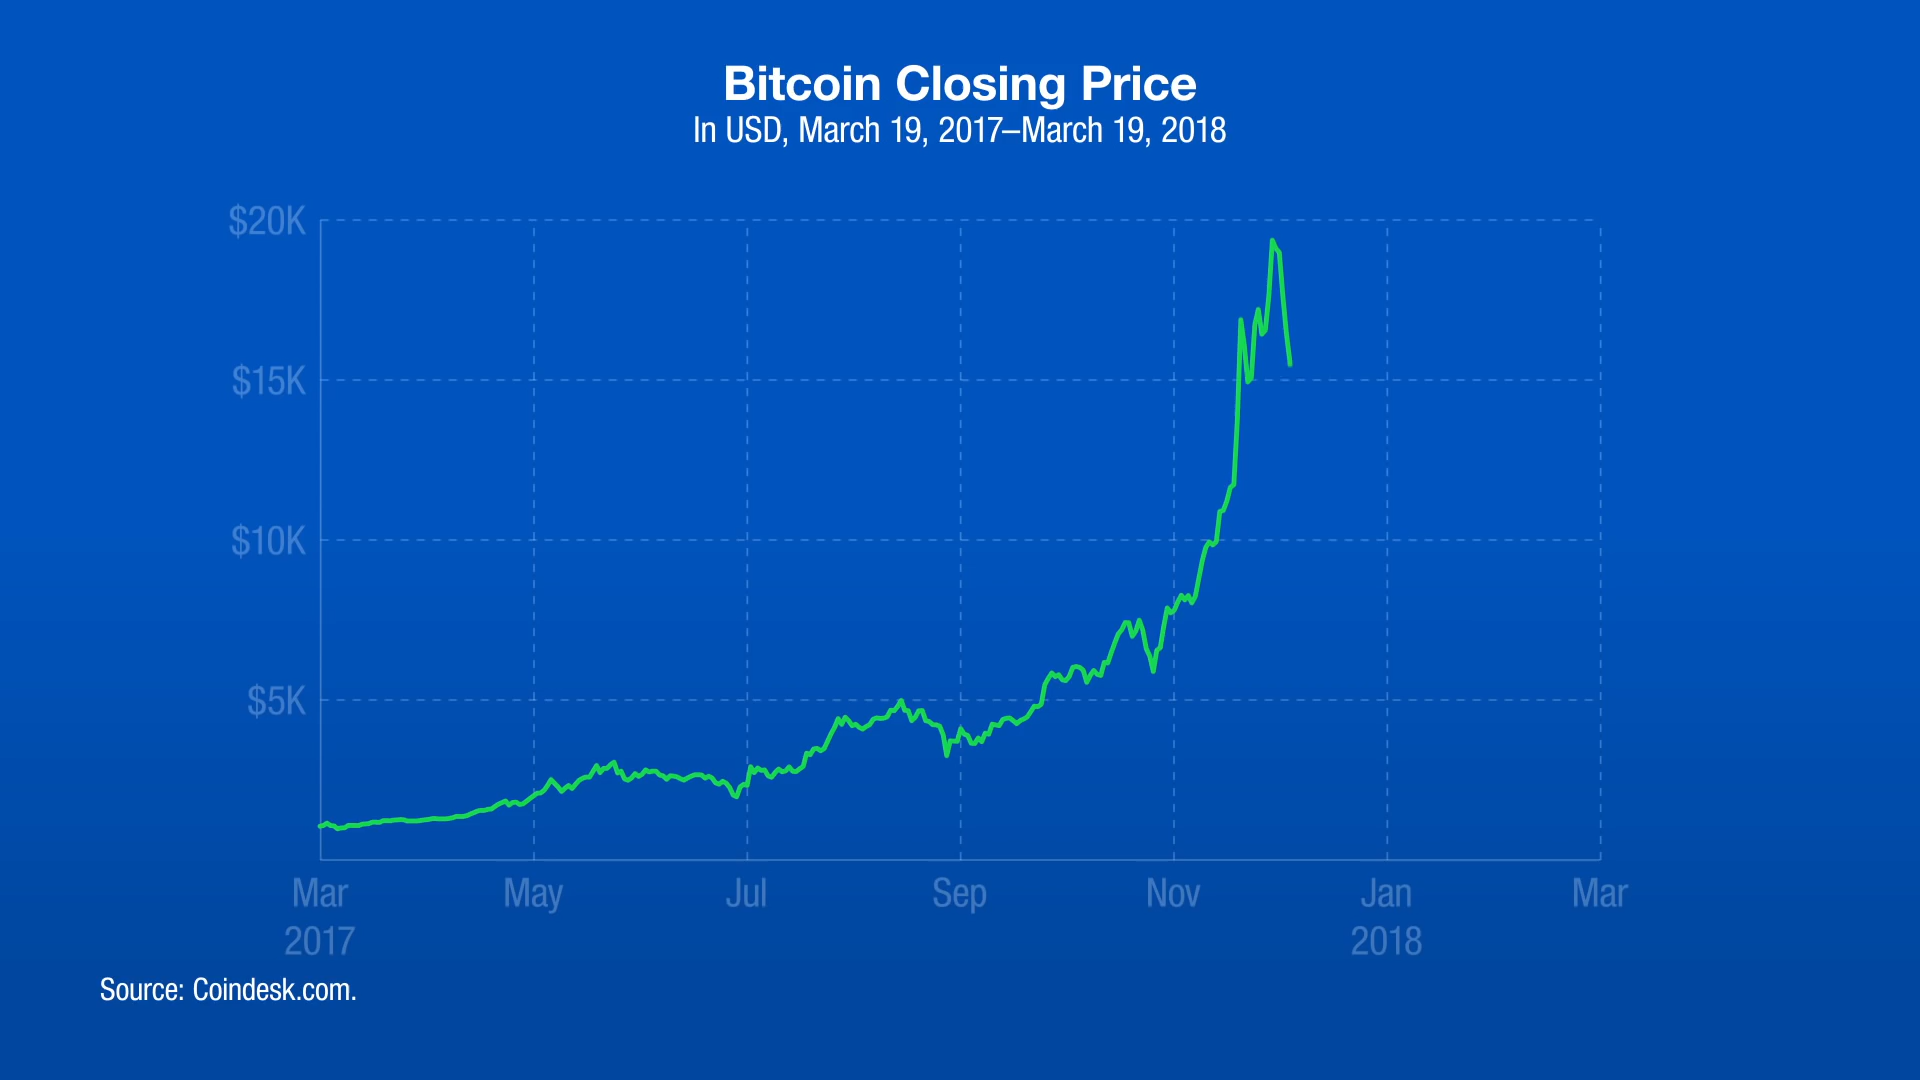 Bitcoin Closing Price
In USD, March 19, 2017–March 19, 2018
$20K
$15K
$10K
$5K
Mar May Jul Sep Nov Jan Mar
2017 2018
Source: Coindesk.com.